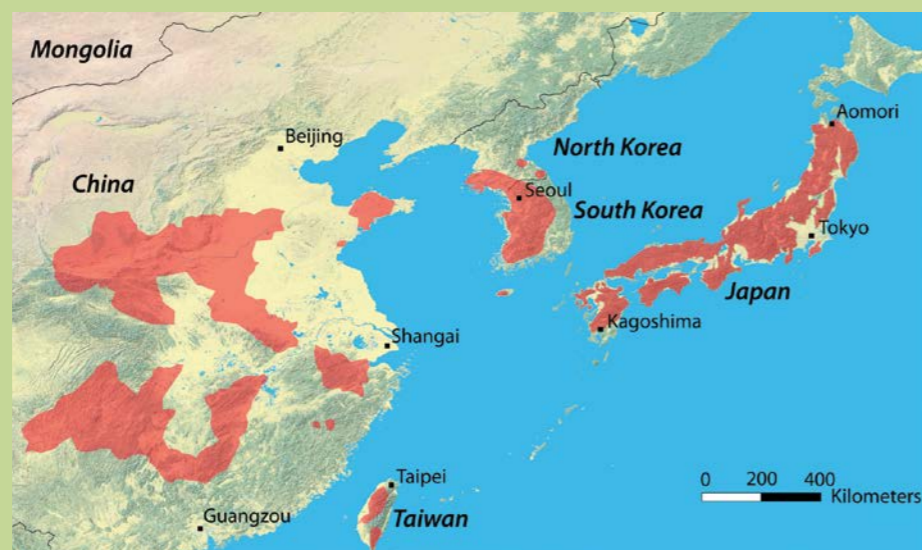 Mongolia
Beijing
China
North Korea
Seoul
South Korea
Aomori
Tokyo
Japan
Kagoshima
Shangai
Taipei
Taiwan
Guangzou
0 200 400
Kilometers